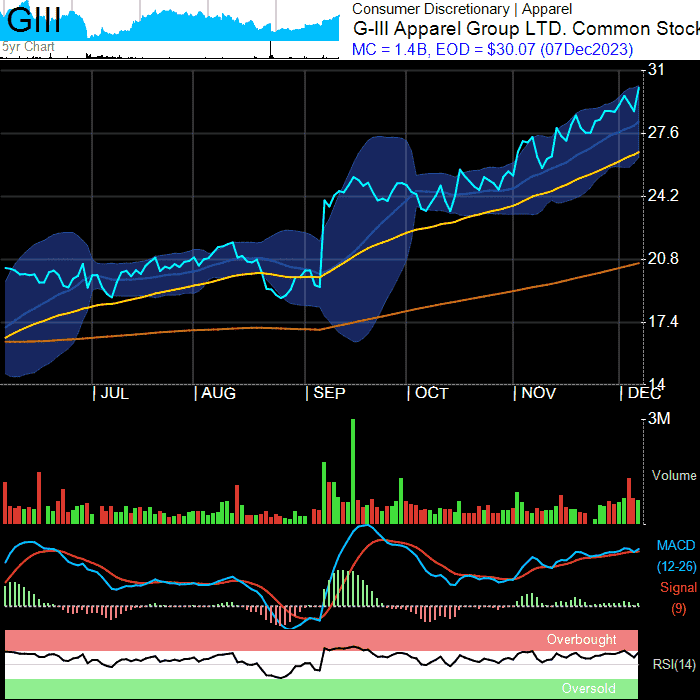 GIII
5yr Chart
Consumer Discretionary | Apparel
G-III Apparel Group LTD. Common Stock
MC = 1.4B, EOD = $30.07 (07Dec2023)
31
27.6
24.2
20.8
17.4
14
| JUL | AUG | SEP | OCT | NOV | DEC
3M
Volume
MACD
(12-26)
Signal
(9)
Overbought
RSI(14)
Oversold